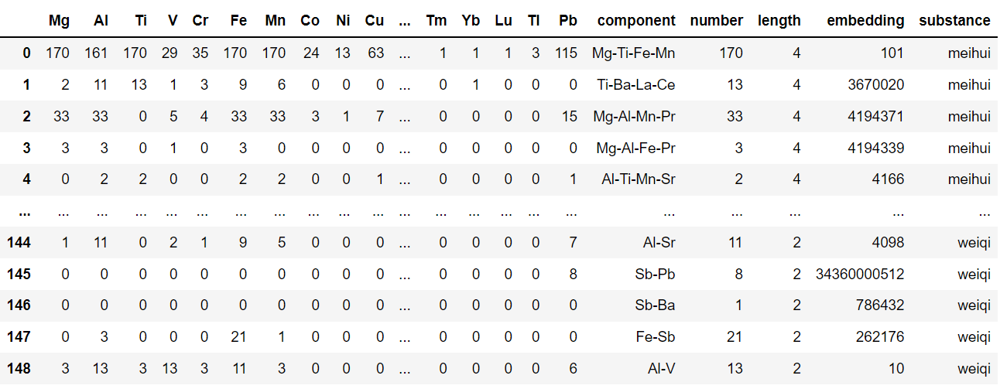 Mg Al Ti V Cr Fe Mn Co Ni Cu ... Tm Yb Lu Tl Pb component number length embedding substance
0 170 161 170 29 35 170 170 24 13 63 ... 1 1 1 3 115 Mg-Ti-Fe-Mn 170 4 101 meihui
1 2 11 13 1 3 9 6 0 0 0 ... 0 1 0 0 0 Ti-Ba-La-Ce 13 4 3670020 meihui
2 33 33 0 5 4 33 33 3 1 7 ... 0 0 0 0 15 Mg-Al-Mn-Pr 33 4 4194371 meihui
3 3 3 0 1 0 3 0 0 0 0 ... 0 0 0 0 0 Mg-Al-Fe-Pr 3 4 4194339 meihui
4 0 2 2 0 0 2 2 0 0 1 ... 0 0 0 0 1 Al-Ti-Mn-Sr 2 4 4166 meihui
... ... ... ... ... ... ... ... ... ... ... ... ... ... ... ... ... ... ... ... ... ...
144 1 11 0 2 1 9 5 0 0 0 ... 0 0 0 0 7 Al-Sr 11 2 4098 weiqi
145 0 0 0 0 0 0 0 0 0 0 ... 0 0 0 0 8 Sb-Pb 8 2 34360000512 weiqi
146 0 0 0 0 0 0 0 0 0 0 ... 0 0 0 0 0 Sb-Ba 1 2 786432 weiqi
147 0 3 0 0 0 21 1 0 0 0 ... 0 0 0 0 0 Fe-Sb 21 2 262176 weiqi
148 3 13 3 13 3 11 3 0 0 0 ... 0 0 0 0 6 Al-V 13 2 10 weiqi